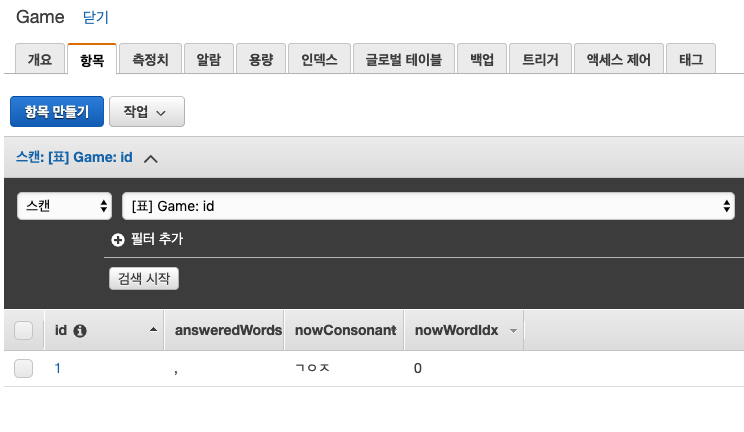 Game 닫기
개요 항목 측정치 알람 용량 인덱스 글로벌 테이블 백업 트리거 액세스 제어 태그
항목 만들기 작업
스캔: [표] Game: id
스캔 [표] Game: id
필터 추가
검색 시작
id answeredWords nowConsonant nowWordIdx
1 , ㄱㅇㅈ 0